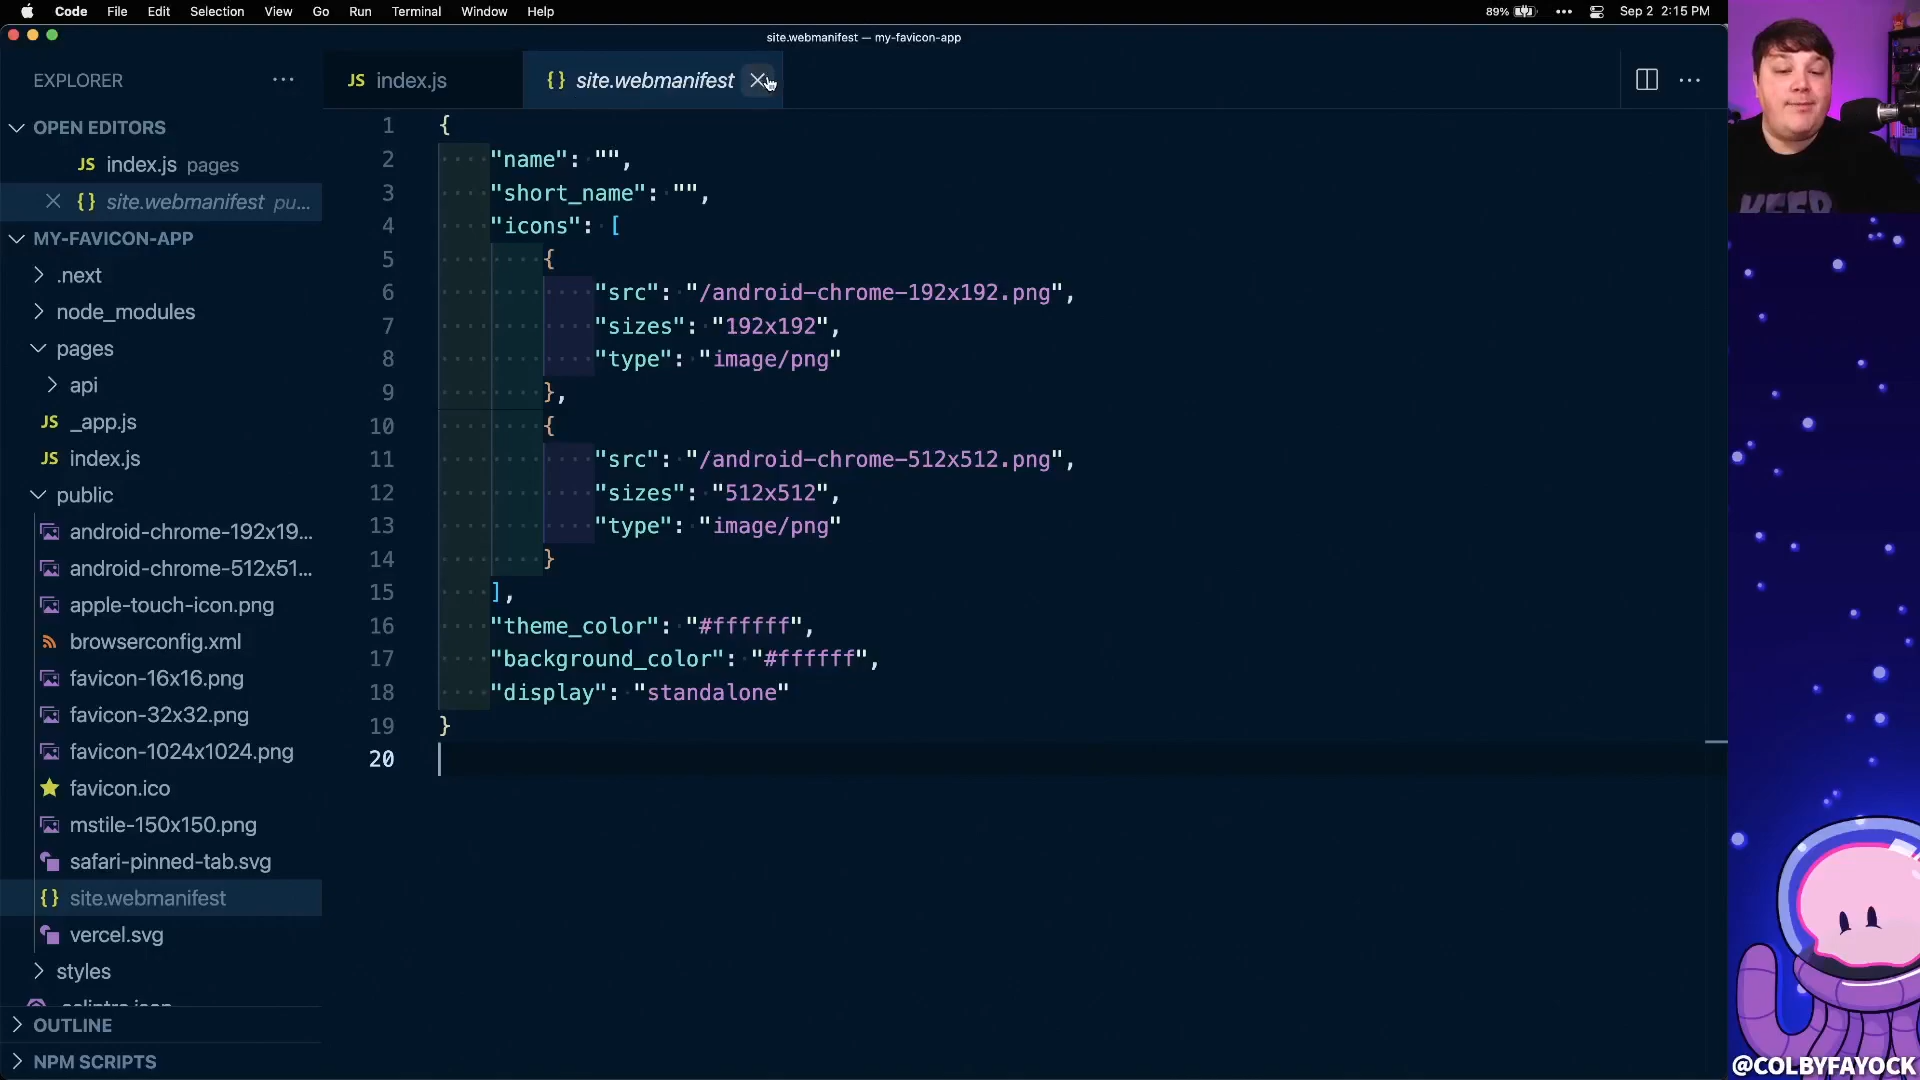 Code File Edit Selection View Go Run Terminal Window Help
89% Sep 2 2:15 PM
site.webmanifest — my-favicon-app
EXPLORER
JS index.js
{} site.webmanifest
OPEN EDITORS
JS index.js pages
{} site.webmanifest pu...
MY-FAVICON-APP
.next
node_modules
pages
api
JS _app.js
JS index.js
public
android-chrome-192x19...
android-chrome-512x51...
apple-touch-icon.png
browserconfig.xml
favicon-16x16.png
favicon-32x32.png
favicon-1024x1024.png
favicon.ico
mstile-150x150.png
safari-pinned-tab.svg
{} site.webmanifest
vercel.svg
styles
OUTLINE
NPM SCRIPTS
1 {
2 "name": "",
3 "short_name": "",
4 "icons": [
5 {
6 "src": "/android-chrome-192x192.png",
7 "sizes": "192x192",
8 "type": "image/png"
9 },
10 {
11 "src": "/android-chrome-512x512.png",
12 "sizes": "512x512",
13 "type": "image/png"
14 }
15 ],
16 "theme_color": "#ffffff",
17 "background_color": "#ffffff",
18 "display": "standalone"
19 }
20
KEEP
@COLBYFAYOCK